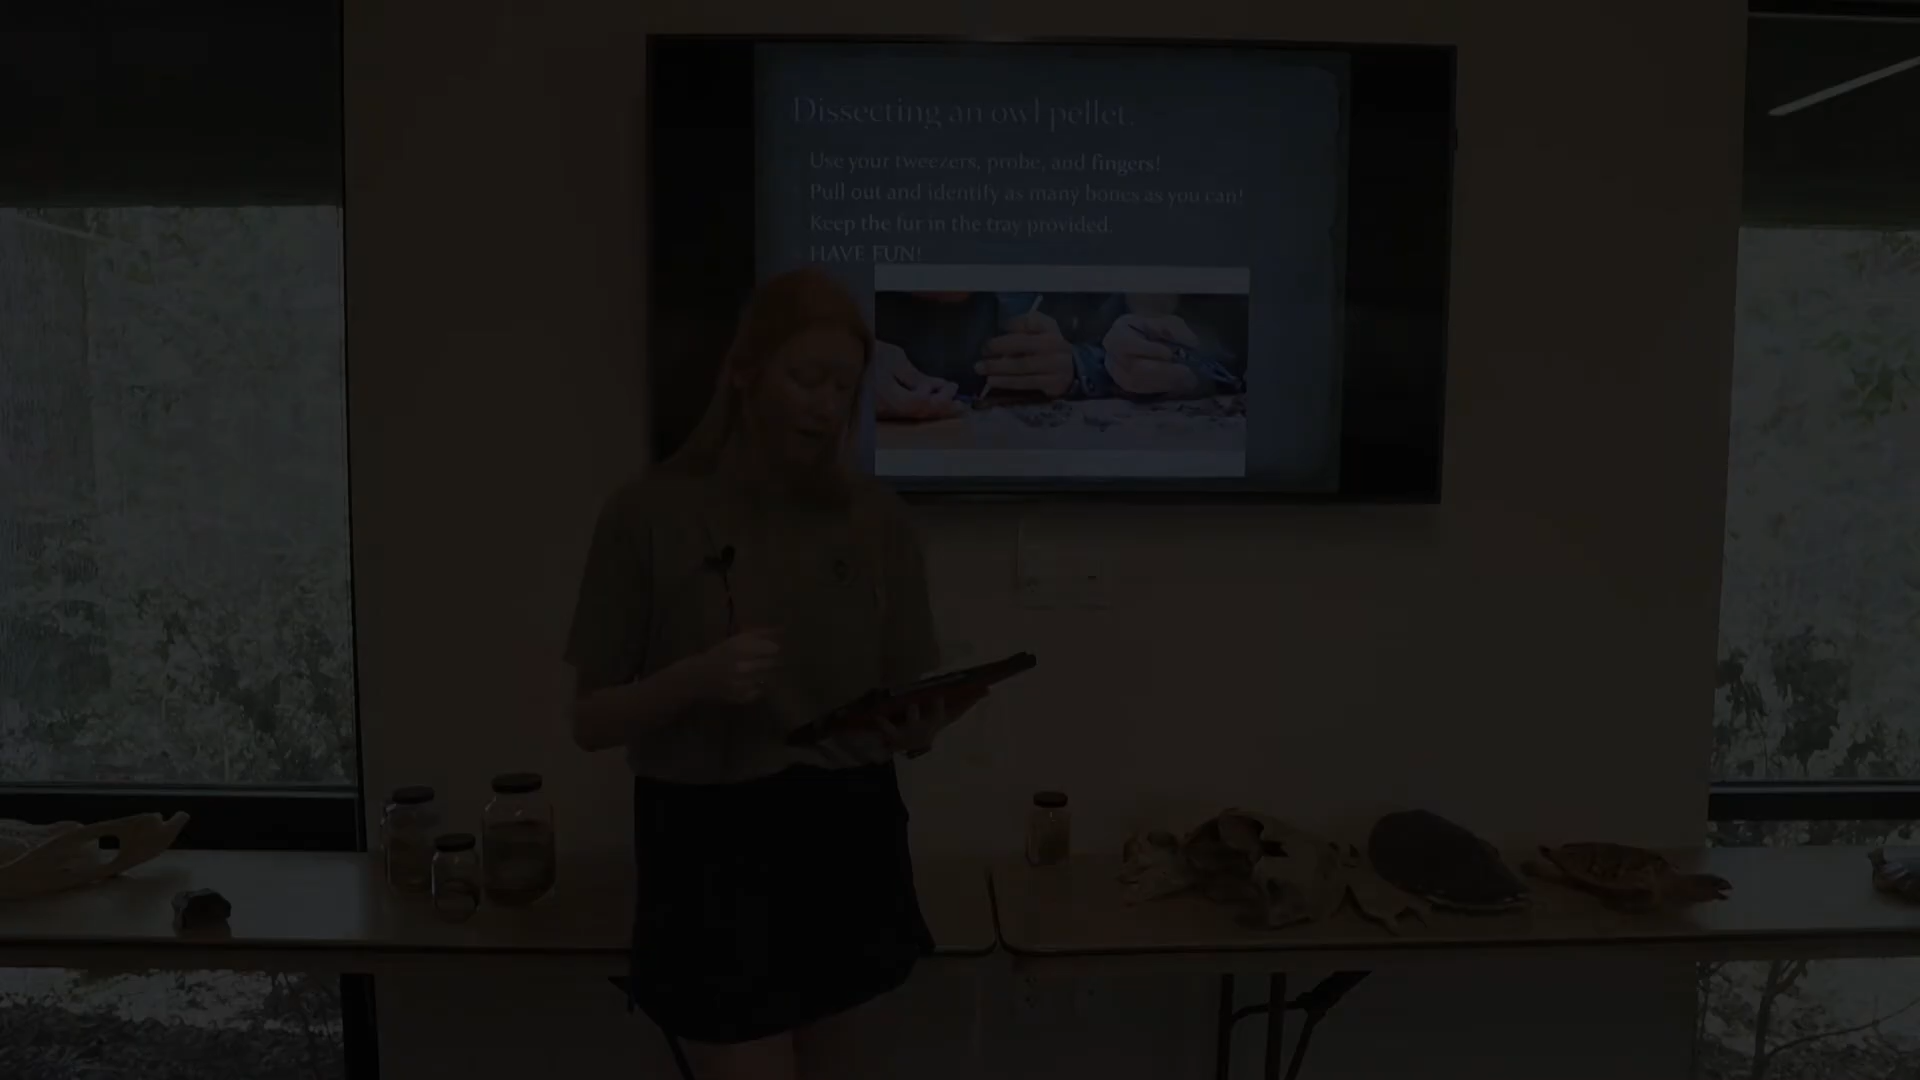 Dissecting an owl pellet.
Use your tweezers, probe, and fingers!
Pull out and identify as many bones as you can!
Keep the fur in the tray provided.
HAVE FUN!